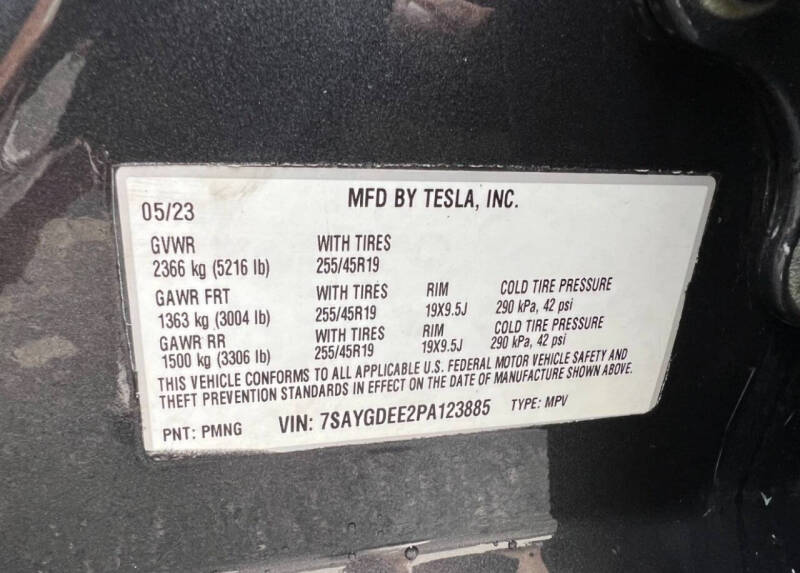 MFD BY TESLA, INC.
05/23
GVWR WITH TIRES
2366 kg (5216 lb) 255/45R19
GAWR FRT WITH TIRES RIM COLD TIRE PRESSURE
1363 kg (3004 lb) 255/45R19 19X9.5J 290 kPa, 42 psi
GAWR RR WITH TIRES RIM COLD TIRE PRESSURE
1500 kg (3306 lb) 255/45R19 19X9.5J 290 kPa, 42 psi
THIS VEHICLE CONFORMS TO ALL APPLICABLE U.S. FEDERAL MOTOR VEHICLE SAFETY AND
THEFT PREVENTION STANDARDS IN EFFECT ON THE DATE OF MANUFACTURE SHOWN ABOVE.
PNT: PMNG VIN: 7SAYGDEE2PA123885 TYPE: MPV